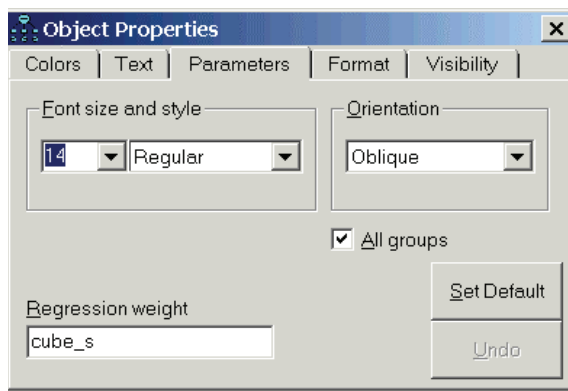 Object Properties
Colors Text Parameters Format Visibility
Font size and style Orientation
14 Regular Oblique
All groups
Set Default
Regression weight
cube_s
Undo